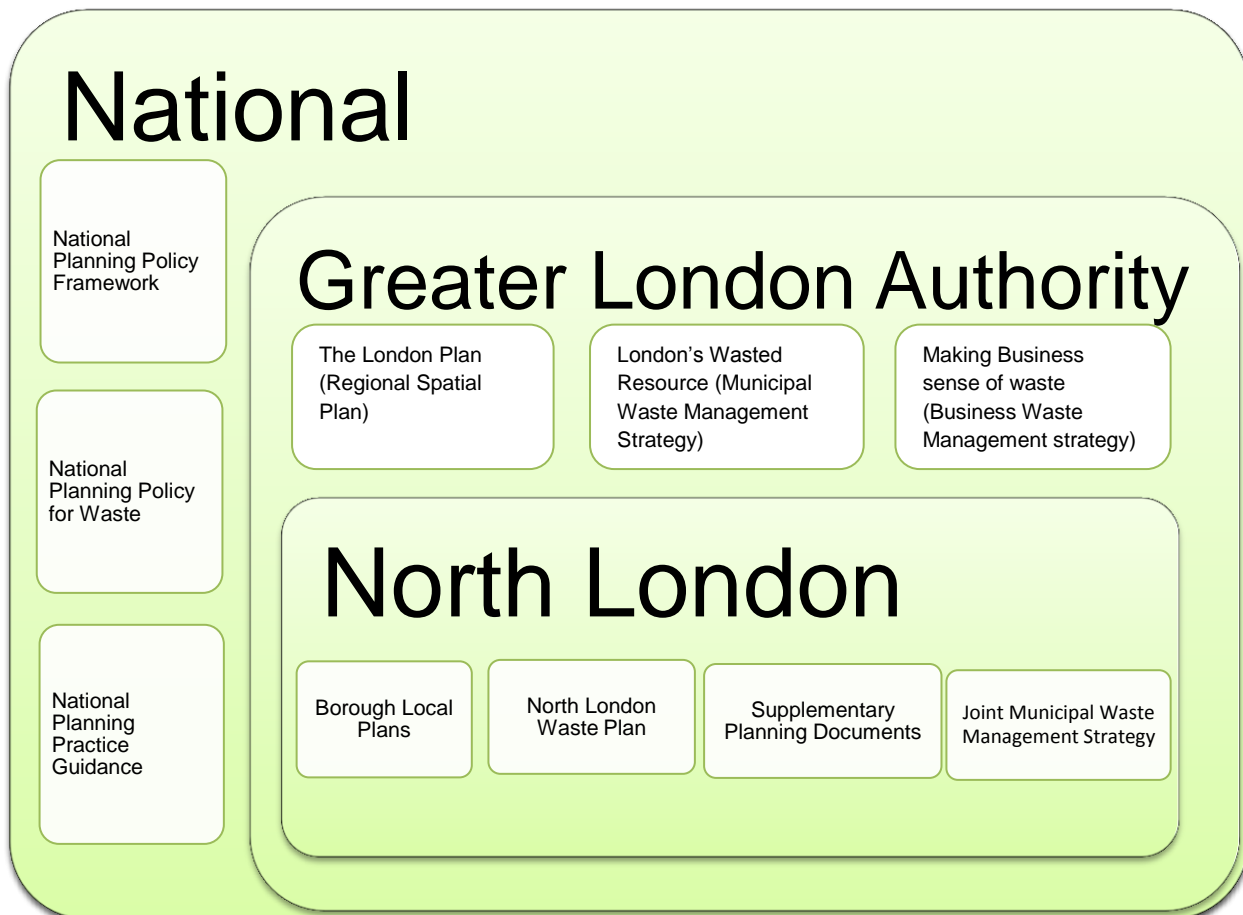 National
National
Planning Policy
Framework
National
Planning Policy
for Waste
National
Planning
Practice
Guidance
Greater London Authority
The London Plan
(Regional Spatial
Plan)
London’s Wasted
Resource (Municipal
Waste Management
Strategy)
Making Business
sense of waste
(Business Waste
Management strategy)
North London
Borough Local
Plans
North London
Waste Plan
Supplementary
Planning Documents
Joint Municipal Waste
Management Strategy